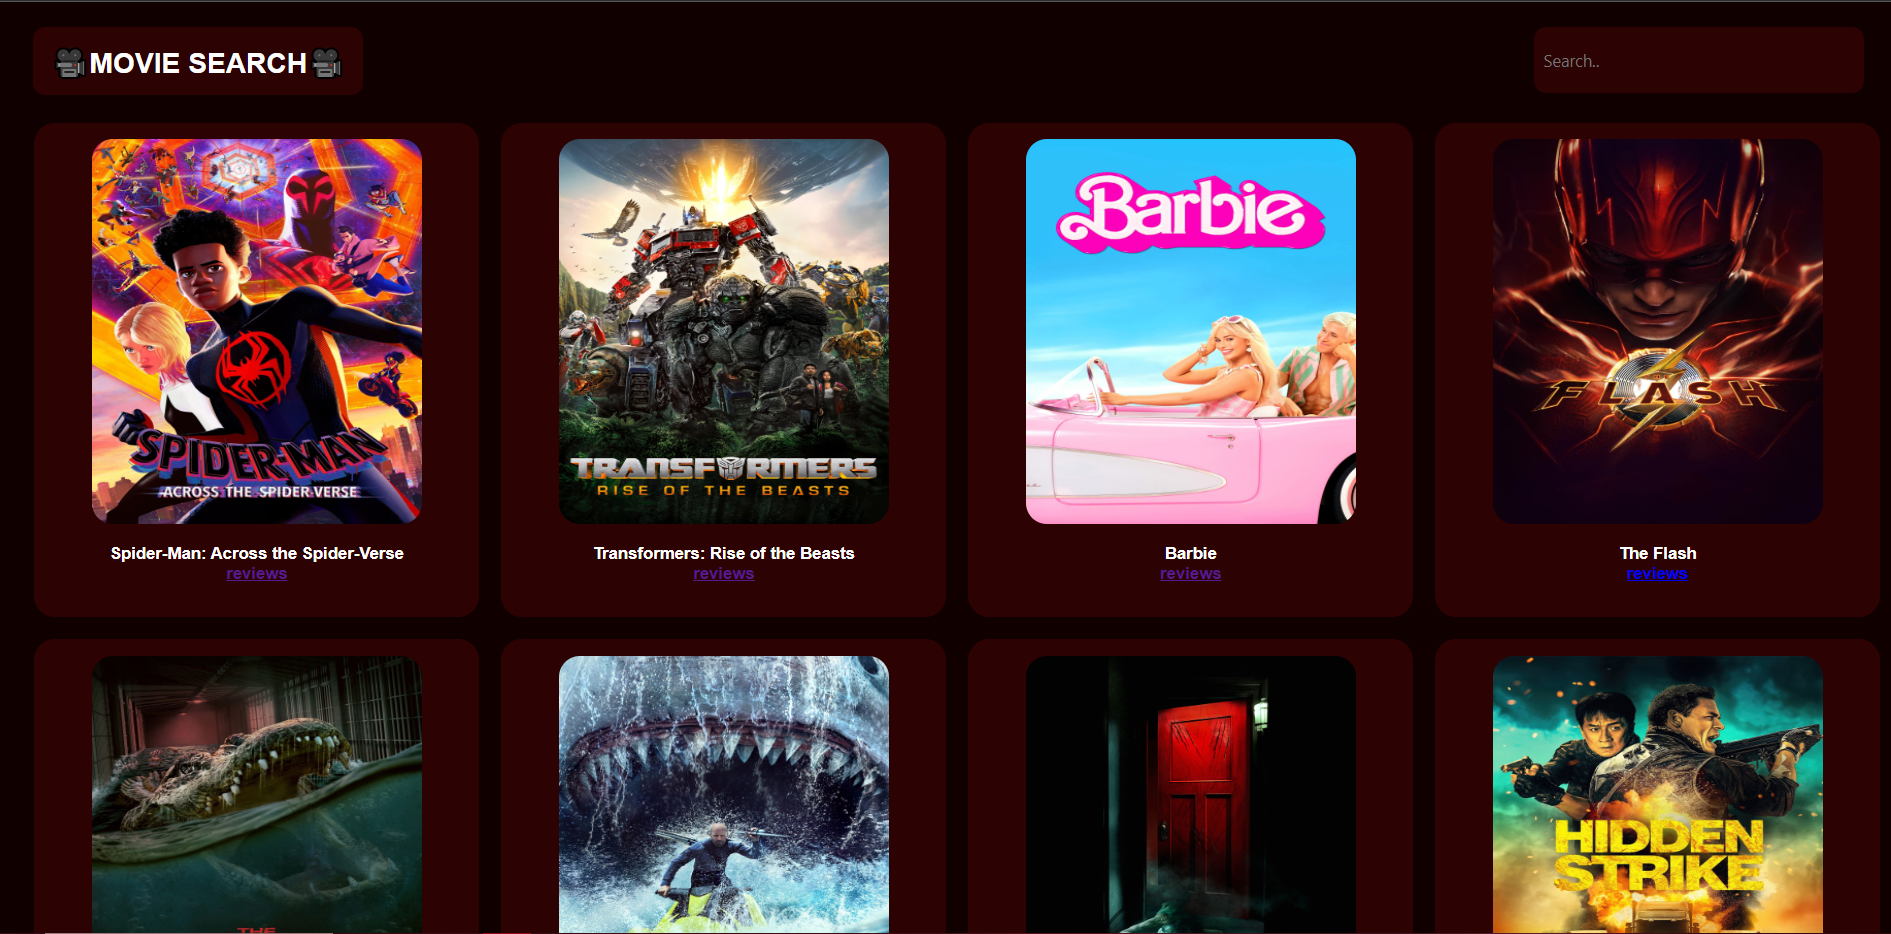 🎥MOVIE SEARCH🎥
Search..
SPIDER-MAN
ACROSS THE SPIDER-VERSE
TRANSFORMERS
RISE OF THE BEASTS
Barbie
FLASH
Spider-Man: Across the Spider-Verse
reviews
Transformers: Rise of the Beasts
reviews
Barbie
reviews
The Flash
reviews
THE
HIDDEN
STRIKE